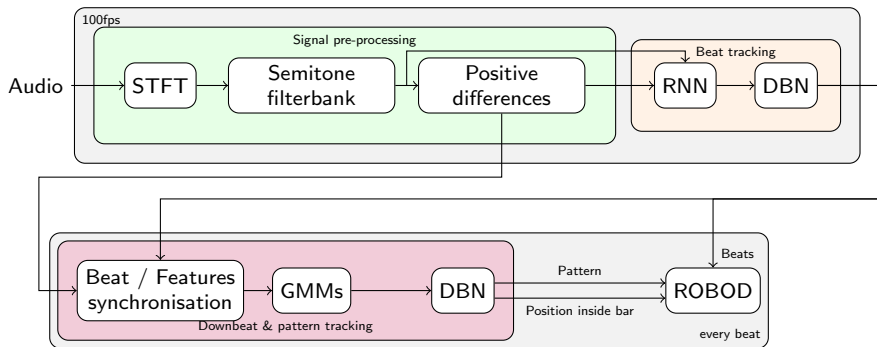 100fps
Signal pre-processing
Beat tracking
Audio
STFT
Semitone
filterbank
Positive
differences
RNN
DBN
Beat / Features
synchronisation
GMMs
DBN
Pattern
Position inside bar
Beats
ROBOD
Downbeat & pattern tracking
every beat